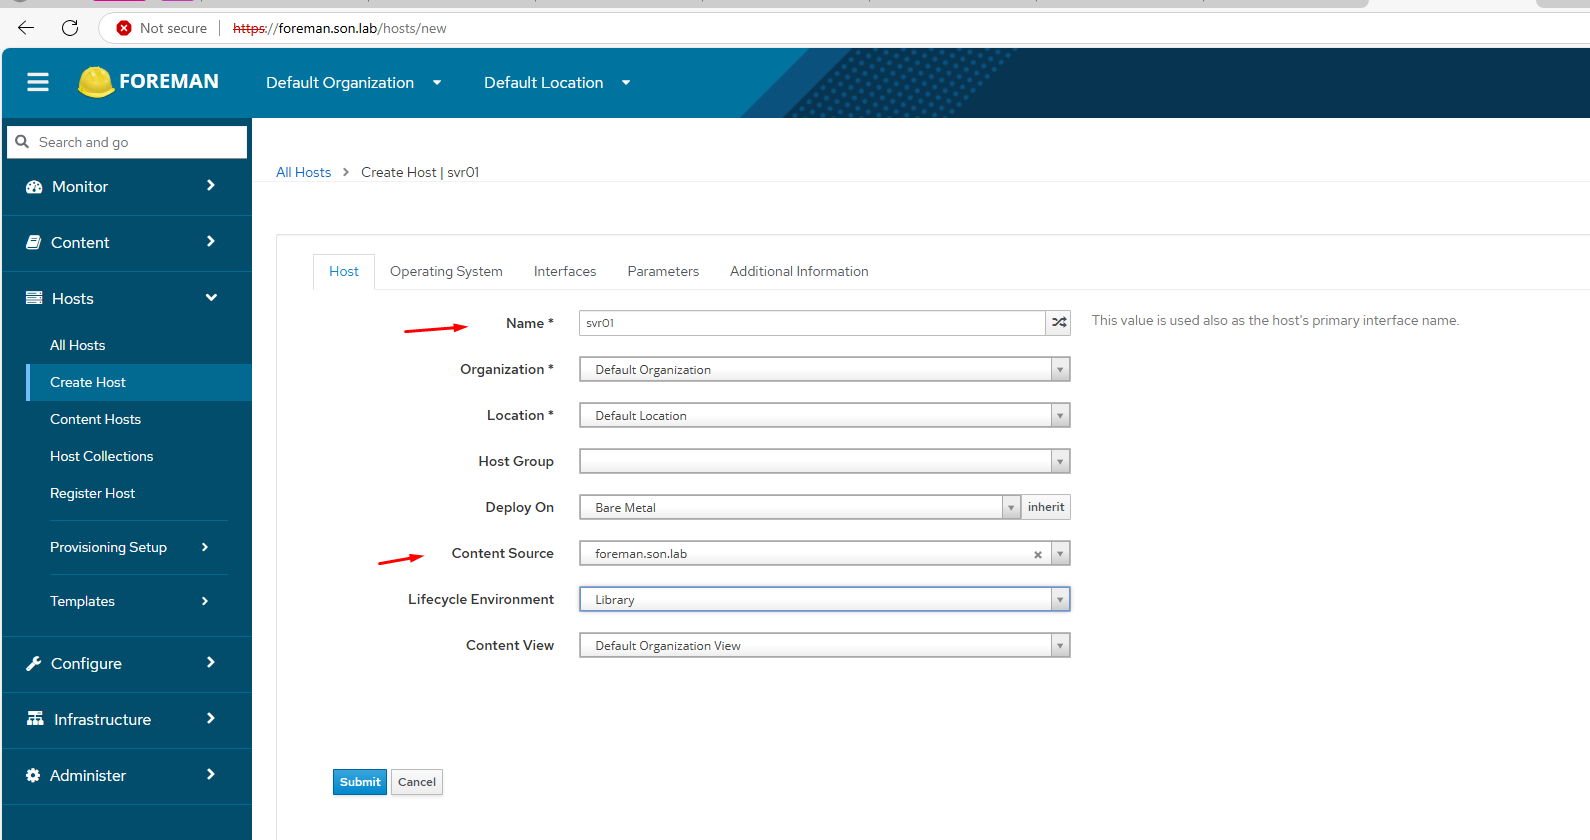 Not secure https://foreman.son.lab/hosts/new
FOREMAN Default Organization Default Location
Search and go
Monitor
Content
Hosts
All Hosts
Create Host
Content Hosts
Host Collections
Register Host
Provisioning Setup
Templates
Configure
Infrastructure
Administer
All Hosts > Create Host | svr01
Host Operating System Interfaces Parameters Additional Information
Name * svr01 This value is used also as the host's primary interface name.
Organization * Default Organization
Location * Default Location
Host Group
Deploy On Bare Metal inherit
Content Source foreman.son.lab ×
Lifecycle Environment Library
Content View Default Organization View
Submit Cancel